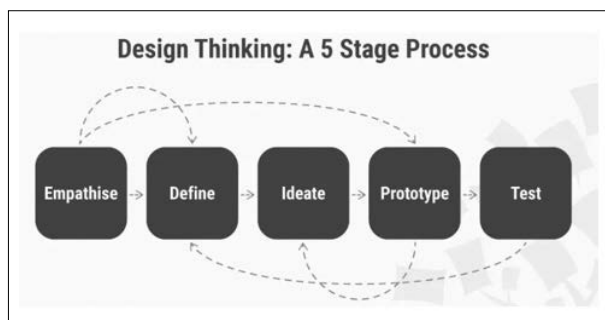 Design Thinking: A 5 Stage Process
Empathise
Define
Ideate
Prototype
Test